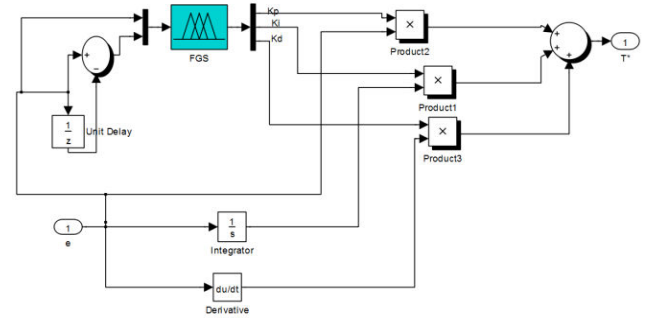 Kp
Ki
Kd
FGS
×
Product2
+
+
+
1
T*
+
−
1
z
Unit Delay
×
Product1
×
Product3
1
e
1
s
Integrator
du/dt
Derivative